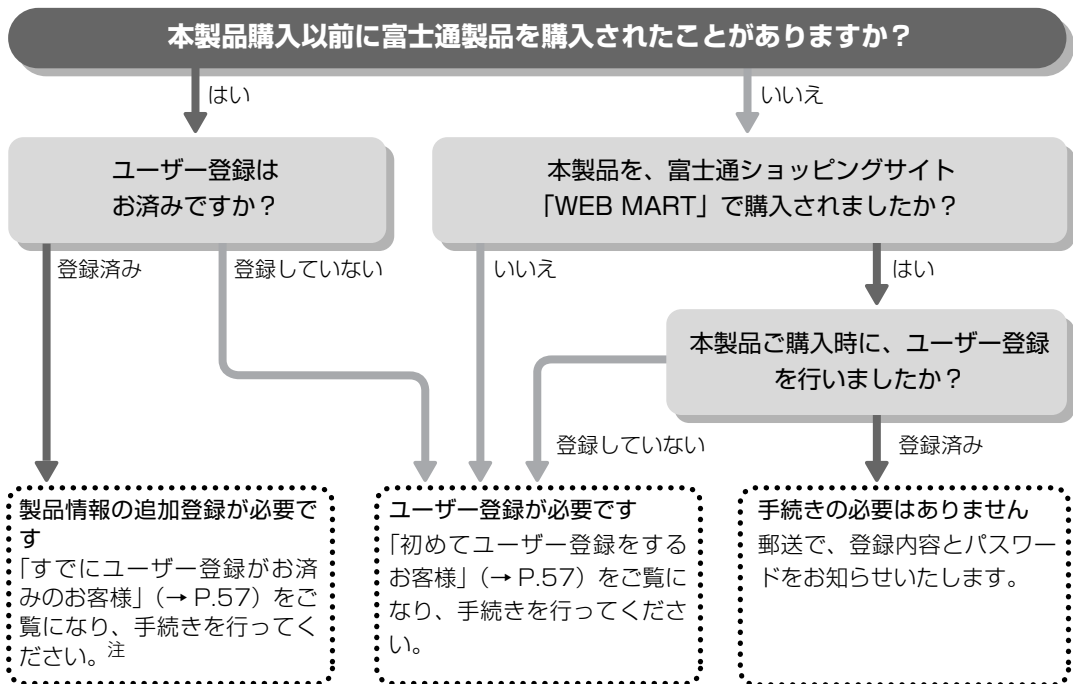 本製品購入以前に富士通製品を購入されたことがありますか？
はい
いいえ
ユーザー登録は
お済みですか？
本製品を、富士通ショッピングサイト
「WEB MART」で購入されましたか？
登録済み
登録していない
いいえ
はい
本製品ご購入時に、ユーザー登録
を行いましたか？
登録していない
登録済み
製品情報の追加登録が必要で
す
「すでにユーザー登録がお済
みのお客様」（→ P.57）をご
覧になり、手続きを行ってく
ださい。注
ユーザー登録が必要です
「初めてユーザー登録をする
お客様」（→ P.57）をご覧に
なり、手続きを行ってくださ
い。
手続きの必要はありません
郵送で、登録内容とパスワー
ドをお知らせいたします。